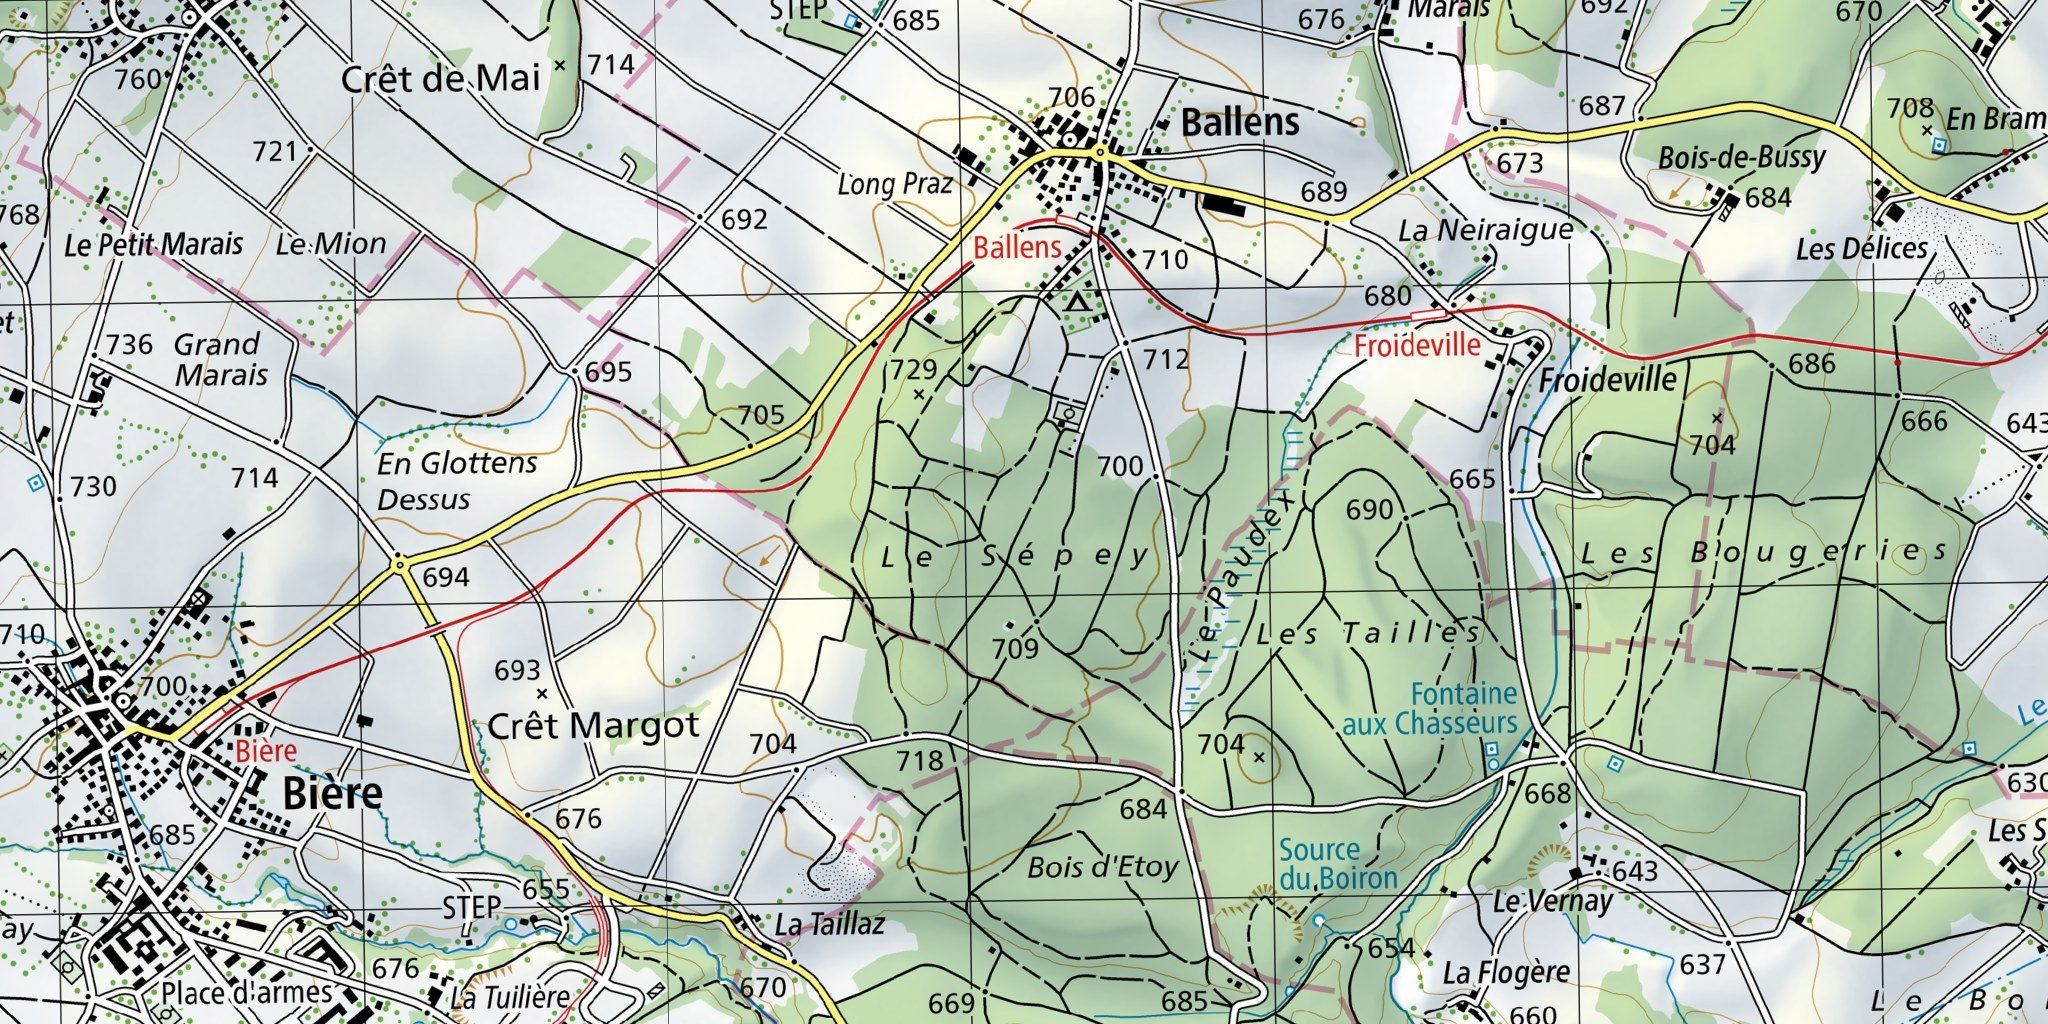 STEP
685
676
Marais
692
670
760
Crêt de Mai
714
706
Ballens
687
708
En Bram
721
Long Praz
673
Bois-de-Bussy
684
768
Le Petit Marais
Le Mion
692
689
La Neiraigue
Les Délices
Ballens
710
680
et
736
Grand
Marais
695
729
712
Froideville
Froideville
686
705
666
643
704
730
714
En Glottens
Dessus
700
665
690
694
Le Sépey
Le Paudex
Les Bougeries
710
709
Les Tailles
693
700
Crêt Margot
Fontaine
aux Chasseurs
Le
Bière
Bière
704
718
704
684
668
630
676
685
Bois d'Etoy
Source
du Boiron
643
Les S
655
STEP
Le Vernay
ay
La Taillaz
654
676
Place d'armes
La Tuilière
670
669
685
La Flogère
637
660
Le Bo